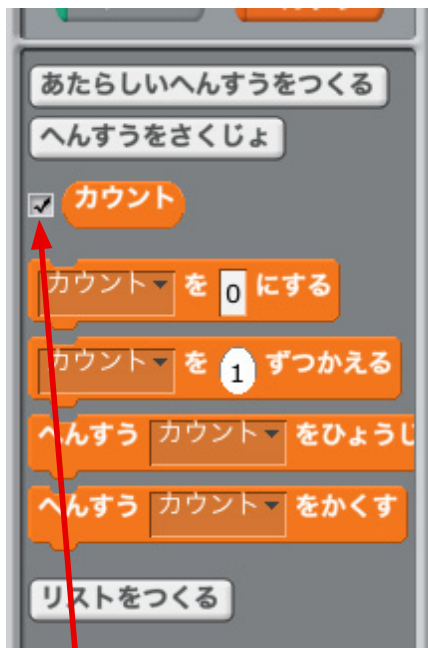 あたらしいへんすうをつくる
へんすうをさくじょ
カウント
カウント を 0 にする
カウント を 1 ずつかえる
へんすう カウント をひょうじ
へんすう カウント をかくす
リストをつくる